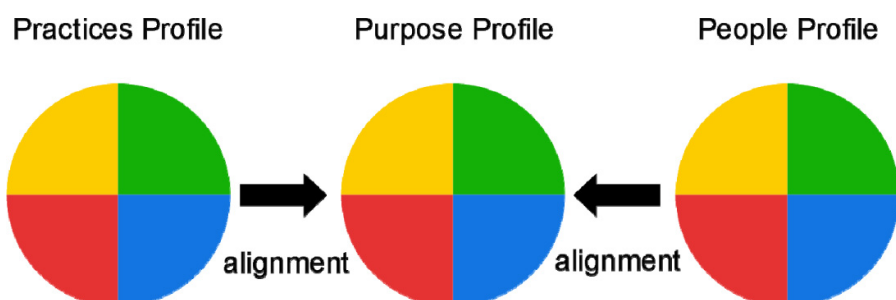 Practices Profile
Purpose Profile
People Profile
alignment
alignment